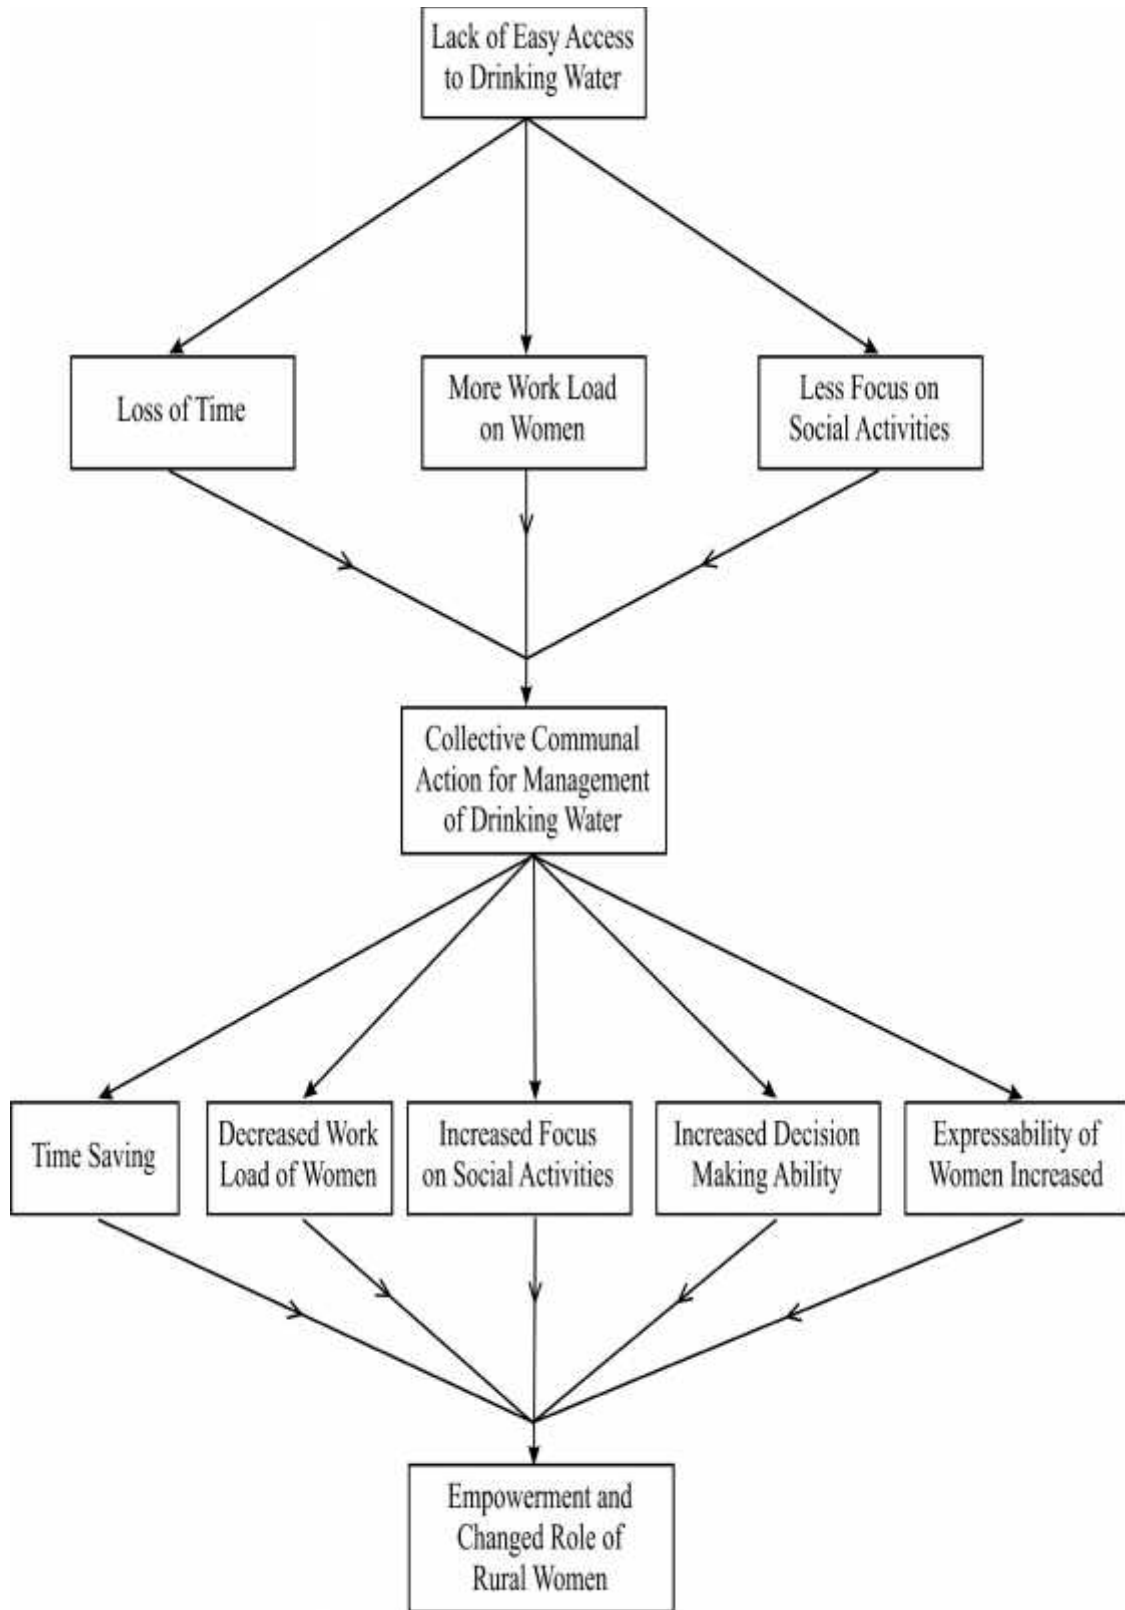 Lack of Easy Access
to Drinking Water
Loss of Time
More Work Load
on Women
Less Focus on
Social Activities
Collective Communal
Action for Management
of Drinking Water
Time Saving
Decreased Work
Load of Women
Increased Focus
on Social Activities
Increased Decision
Making Ability
Expressability of
Women Increased
Empowerment and
Changed Role of
Rural Women